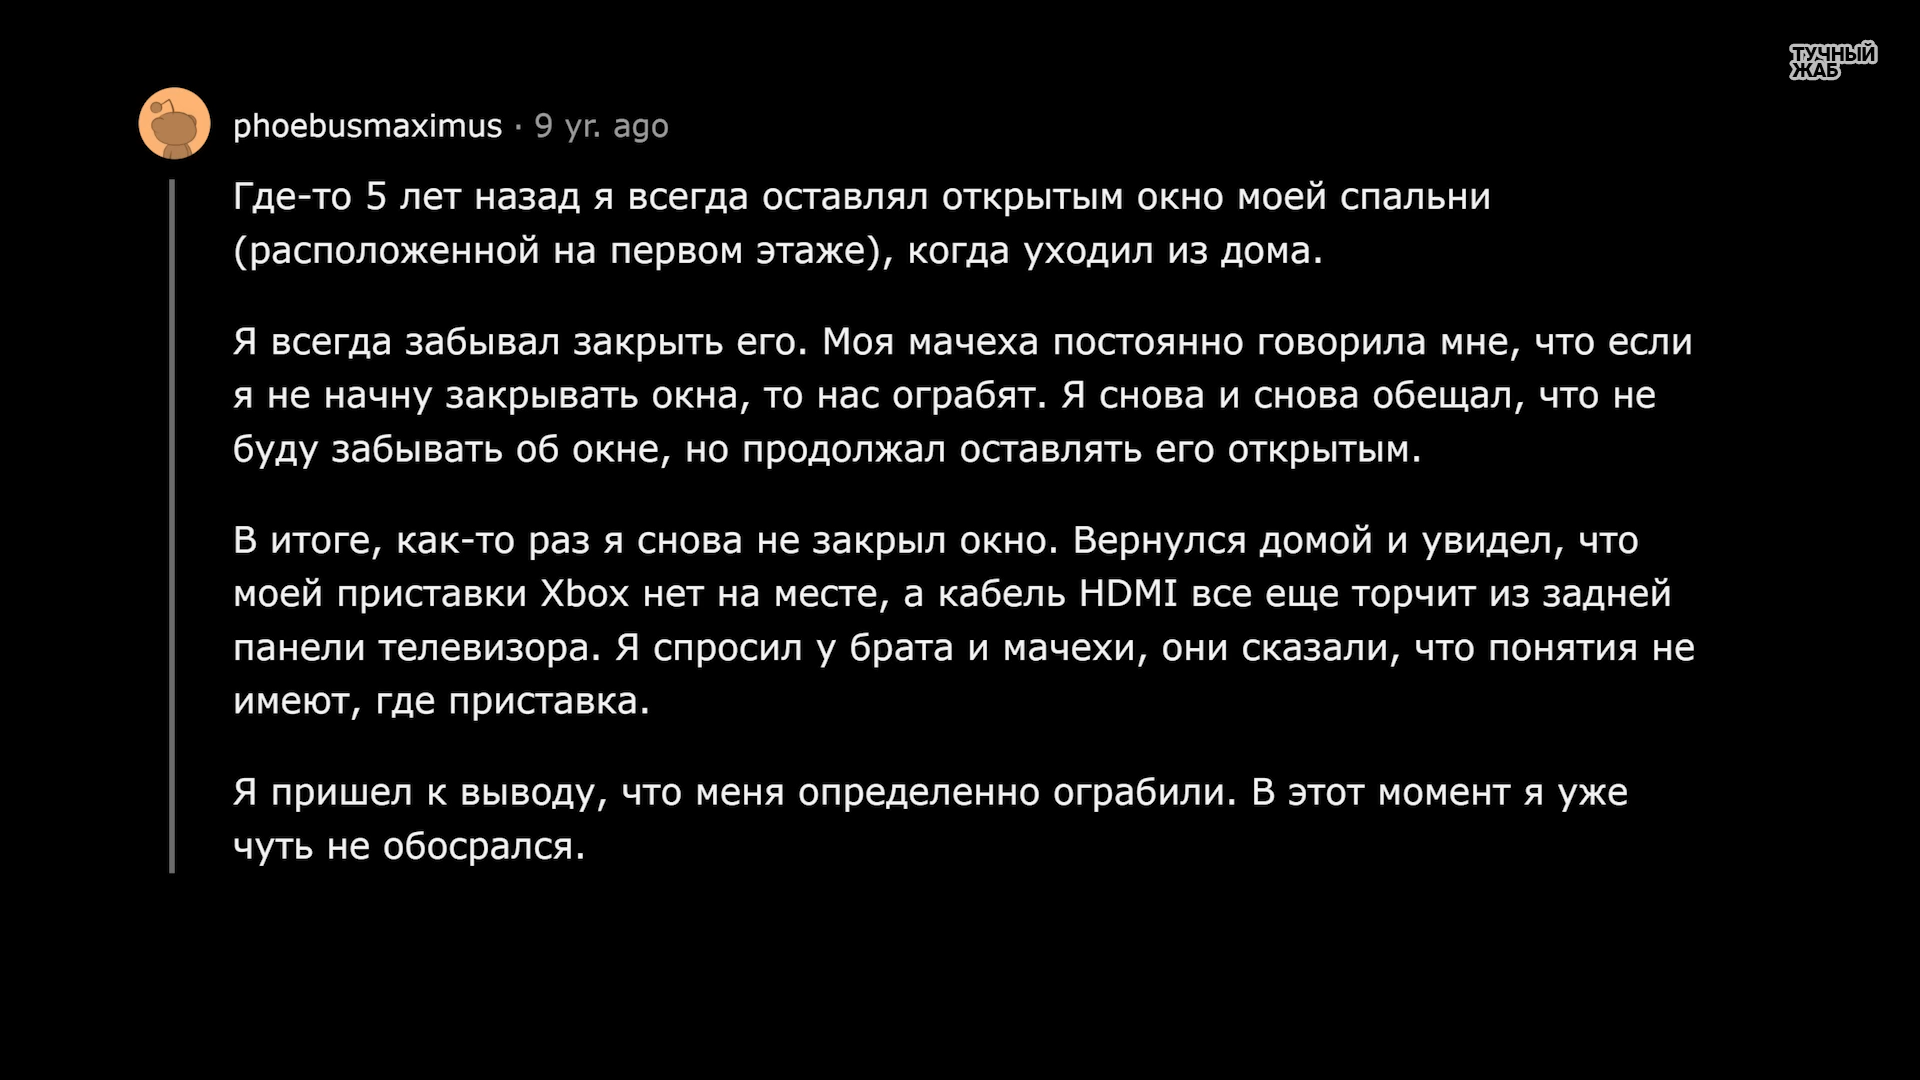 ТУЧНЫЙ
ЖАБ
phoebusmaximus · 9 yr. ago
Где-то 5 лет назад я всегда оставлял открытым окно моей спальни
(расположенной на первом этаже), когда уходил из дома.
Я всегда забывал закрыть его. Моя мачеха постоянно говорила мне, что если
я не начну закрывать окна, то нас ограбят. Я снова и снова обещал, что не
буду забывать об окне, но продолжал оставлять его открытым.
В итоге, как-то раз я снова не закрыл окно. Вернулся домой и увидел, что
моей приставки Xbox нет на месте, а кабель HDMI все еще торчит из задней
панели телевизора. Я спросил у брата и мачехи, они сказали, что понятия не
имеют, где приставка.
Я пришел к выводу, что меня определенно ограбили. В этот момент я уже
чуть не обосрался.